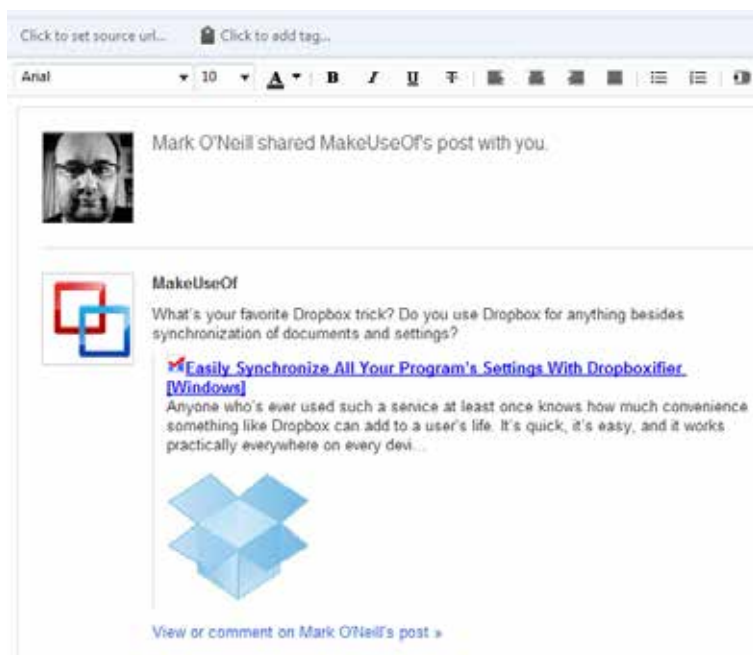 Click to set source url... Click to add tag...
Arial 10 A B I U T
Mark O'Neill shared MakeUseOf's post with you.
MakeUseOf
What's your favorite Dropbox trick? Do you use Dropbox for anything besides
synchronization of documents and settings?
Easily Synchronize All Your Program's Settings With Dropboxifier
[Windows]
Anyone who's ever used such a service at least once knows how much convenience
something like Dropbox can add to a user's life. It's quick, it's easy, and it works
practically everywhere on every devi...
View or comment on Mark O'Neill's post »